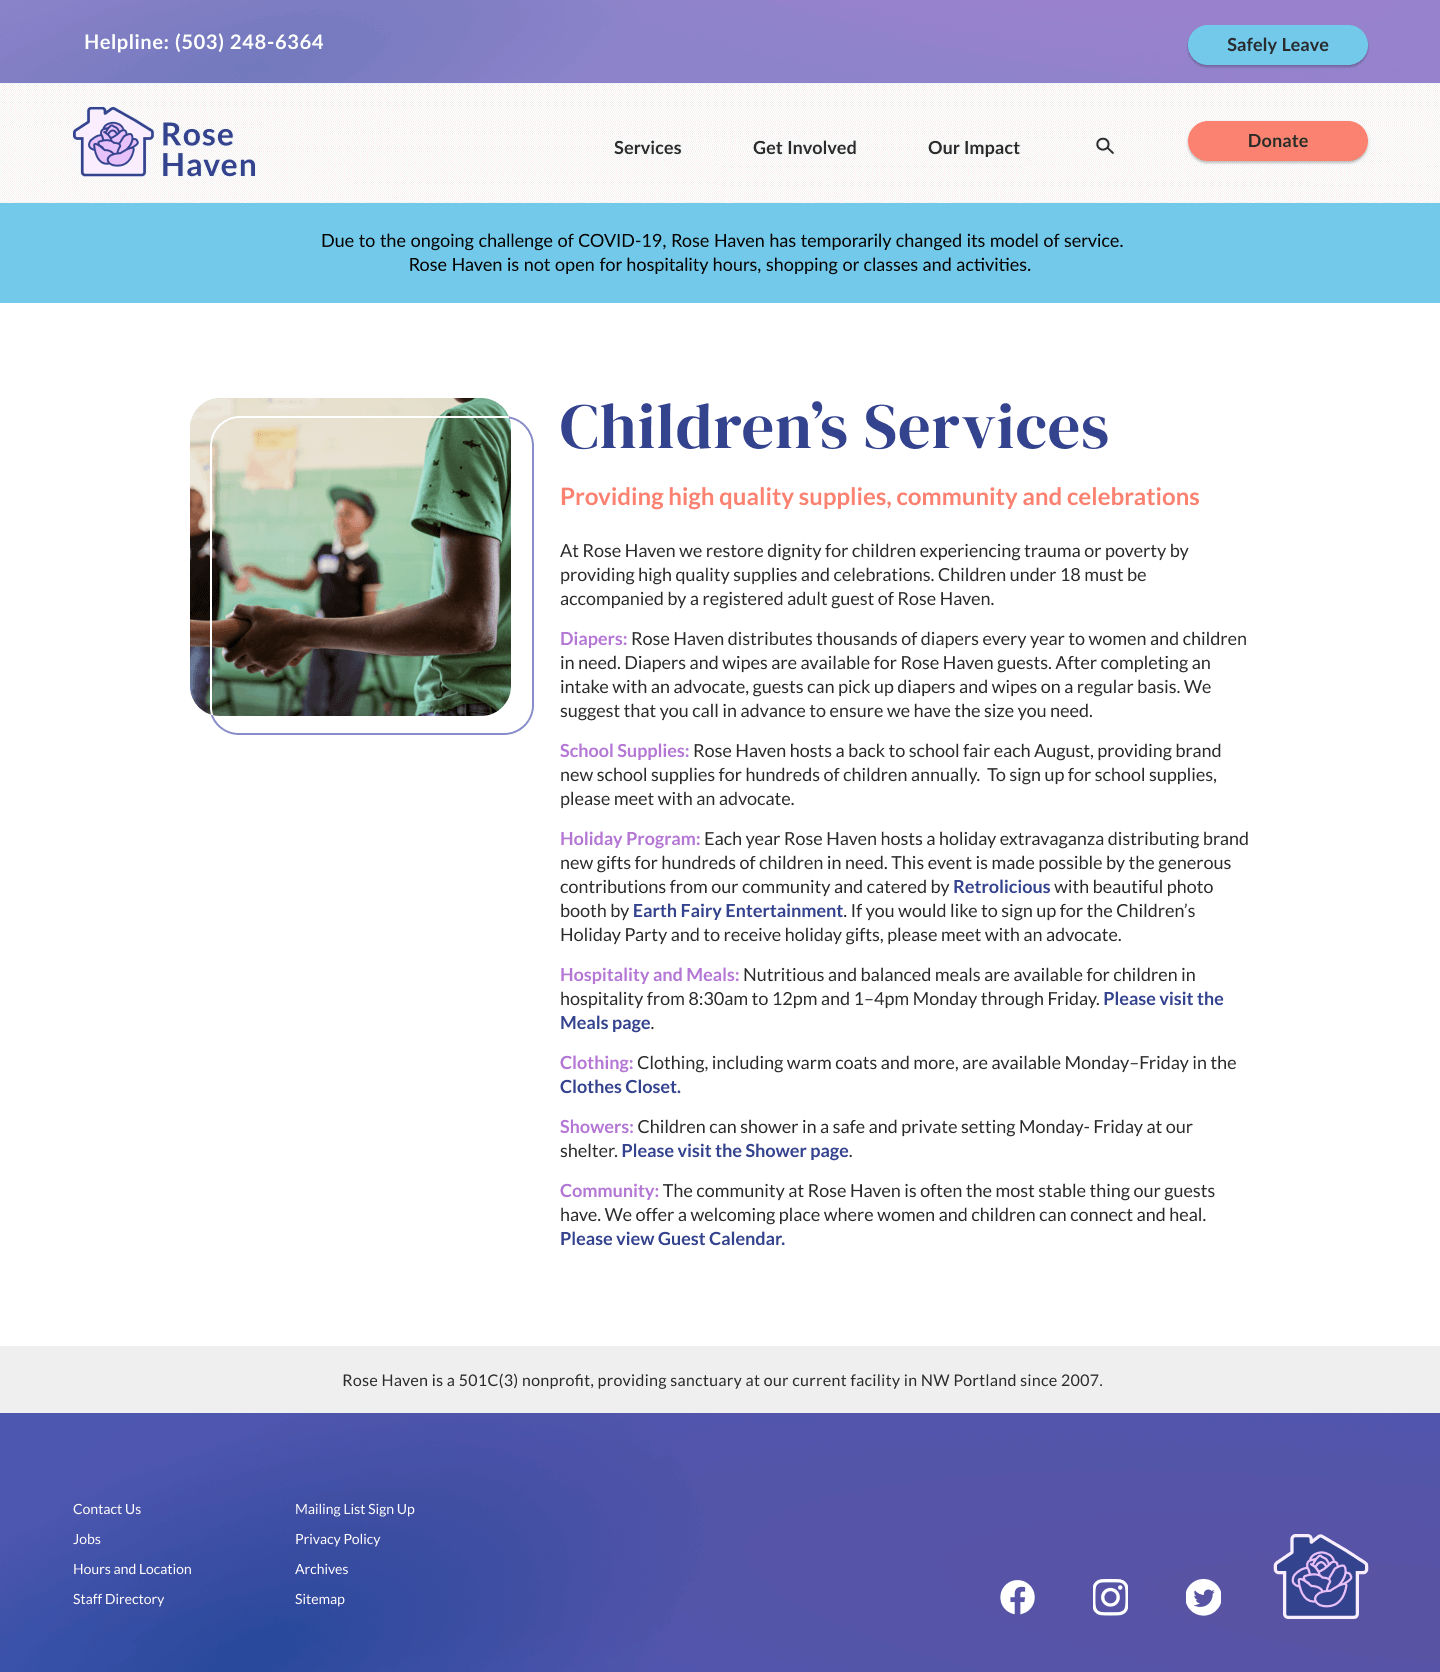 Helpline: (503) 248-6364
Safely Leave
Rose
Haven
Services
Get Involved
Our Impact
Donate
Due to the ongoing challenge of COVID-19, Rose Haven has temporarily changed its model of service.
Rose Haven is not open for hospitality hours, shopping or classes and activities.
Children’s Services
Providing high quality supplies, community and celebrations
At Rose Haven we restore dignity for children experiencing trauma or poverty by
providing high quality supplies and celebrations. Children under 18 must be
accompanied by a registered adult guest of Rose Haven.
Diapers: Rose Haven distributes thousands of diapers every year to women and children
in need. Diapers and wipes are available for Rose Haven guests. After completing an
intake with an advocate, guests can pick up diapers and wipes on a regular basis. We
suggest that you call in advance to ensure we have the size you need.
School Supplies: Rose Haven hosts a back to school fair each August, providing brand
new school supplies for hundreds of children annually.  To sign up for school supplies,
please meet with an advocate.
Holiday Program: Each year Rose Haven hosts a holiday extravaganza distributing brand
new gifts for hundreds of children in need. This event is made possible by the generous
contributions from our community and catered by Retrolicious with beautiful photo
booth by Earth Fairy Entertainment. If you would like to sign up for the Children’s
Holiday Party and to receive holiday gifts, please meet with an advocate.
Hospitality and Meals: Nutritious and balanced meals are available for children in
hospitality from 8:30am to 12pm and 1–4pm Monday through Friday. Please visit the
Meals page.
Clothing: Clothing, including warm coats and more, are available Monday–Friday in the
Clothes Closet.
Showers: Children can shower in a safe and private setting Monday- Friday at our
shelter. Please visit the Shower page.
Community: The community at Rose Haven is often the most stable thing our guests
have. We offer a welcoming place where women and children can connect and heal.
Please view Guest Calendar.
Rose Haven is a 501C(3) nonprofit, providing sanctuary at our current facility in NW Portland since 2007.
Contact Us
Jobs
Hours and Location
Staff Directory
Mailing List Sign Up
Privacy Policy
Archives
Sitemap